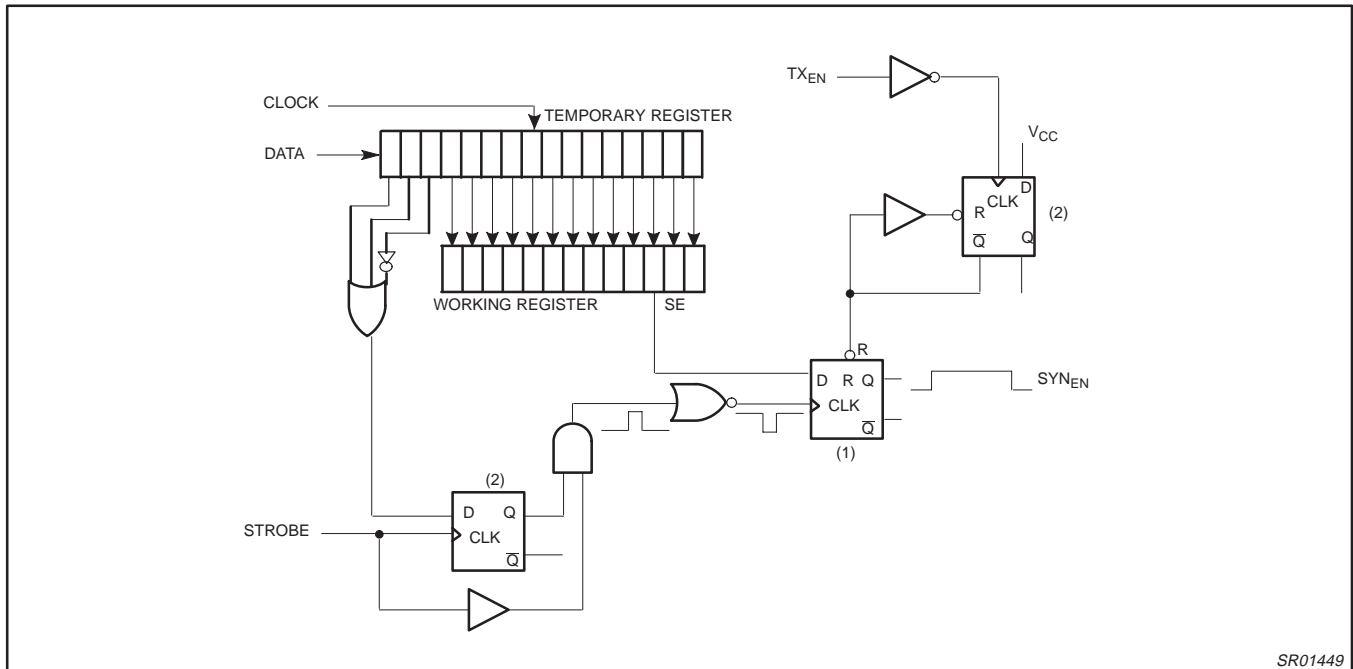 TXEN
CLOCK
TEMPORARY REGISTER
VCC
DATA
D
CLK
R
(2)
Q
Q
WORKING REGISTER
SE
R
D R Q
SYNEN
CLK
Q
(1)
(2)
D Q
STROBE
CLK
Q
SR01449